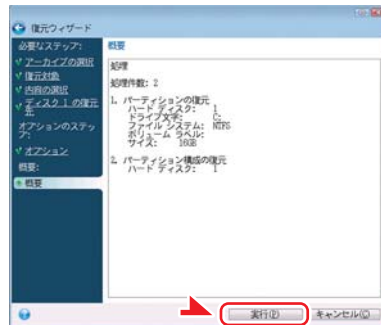 復元ウィザード
必要なステップ:
アーカイブの選択
復元対象
内容の選択
ディスク 1 の復元
オプションのステッ
プ:
オプション
概要:
概要
概要
処理
処理件数: 2
1. パーティションの復元
ハード ディスク: 1
ドライブ文字: C:
ファイル システム: NTFS
ボリューム ラベル:
サイズ: 16GB
2. パーティション構成の復元
ハード ディスク: 1
実行(P)
キャンセル(C)